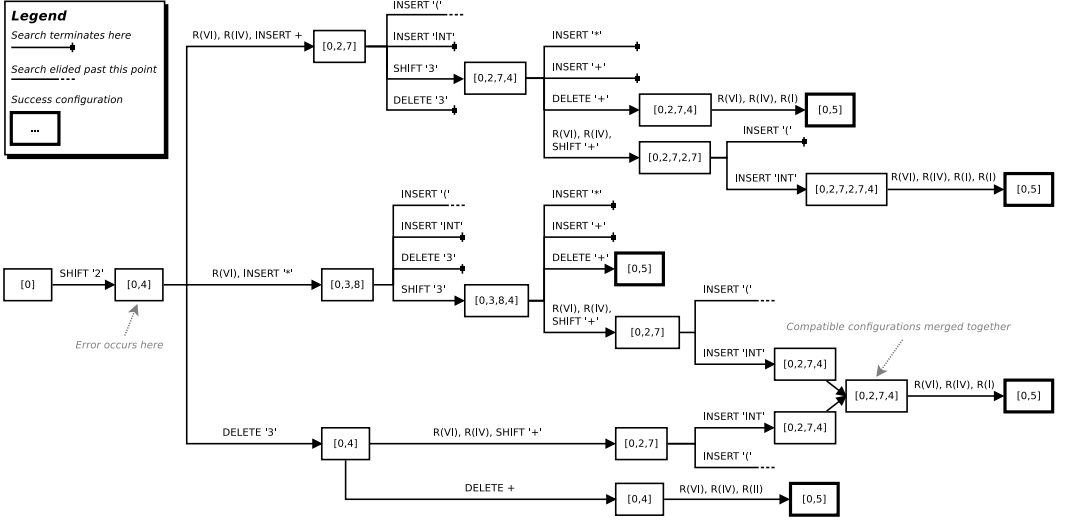 Legend
Search terminates here
Search elided past this point
Success configuration
...
INSERT '('
R(VI), R(IV), INSERT +
[0,2,7]
INSERT 'INT'
INSERT '*'
SHIFT '3'
[0,2,7,4]
INSERT '+'
DELETE '3'
DELETE '+'
[0,2,7,4]
R(VI), R(IV), R(I)
[0,5]
R(VI), R(IV),
SHIFT '+'
[0,2,7,2,7]
INSERT '('
INSERT 'INT'
[0,2,7,2,7,4]
R(VI), R(IV), R(I), R(I)
[0,5]
INSERT '('
INSERT '*'
INSERT 'INT'
INSERT '+'
DELETE '3'
DELETE '+'
[0,5]
[0]
SHIFT '2'
[0,4]
R(VI), INSERT '*'
[0,3,8]
SHIFT '3'
[0,3,8,4]
INSERT '('
R(VI), R(IV),
SHIFT '+'
[0,2,7]
Error occurs here
Compatible configurations merged together
INSERT 'INT'
[0,2,7,4]
[0,2,7,4]
R(VI), R(IV), R(I)
[0,5]
DELETE '3'
[0,4]
R(VI), R(IV), SHIFT '+'
[0,2,7]
INSERT 'INT'
[0,2,7,4]
INSERT '('
DELETE +
[0,4]
R(VI), R(IV), R(II)
[0,5]